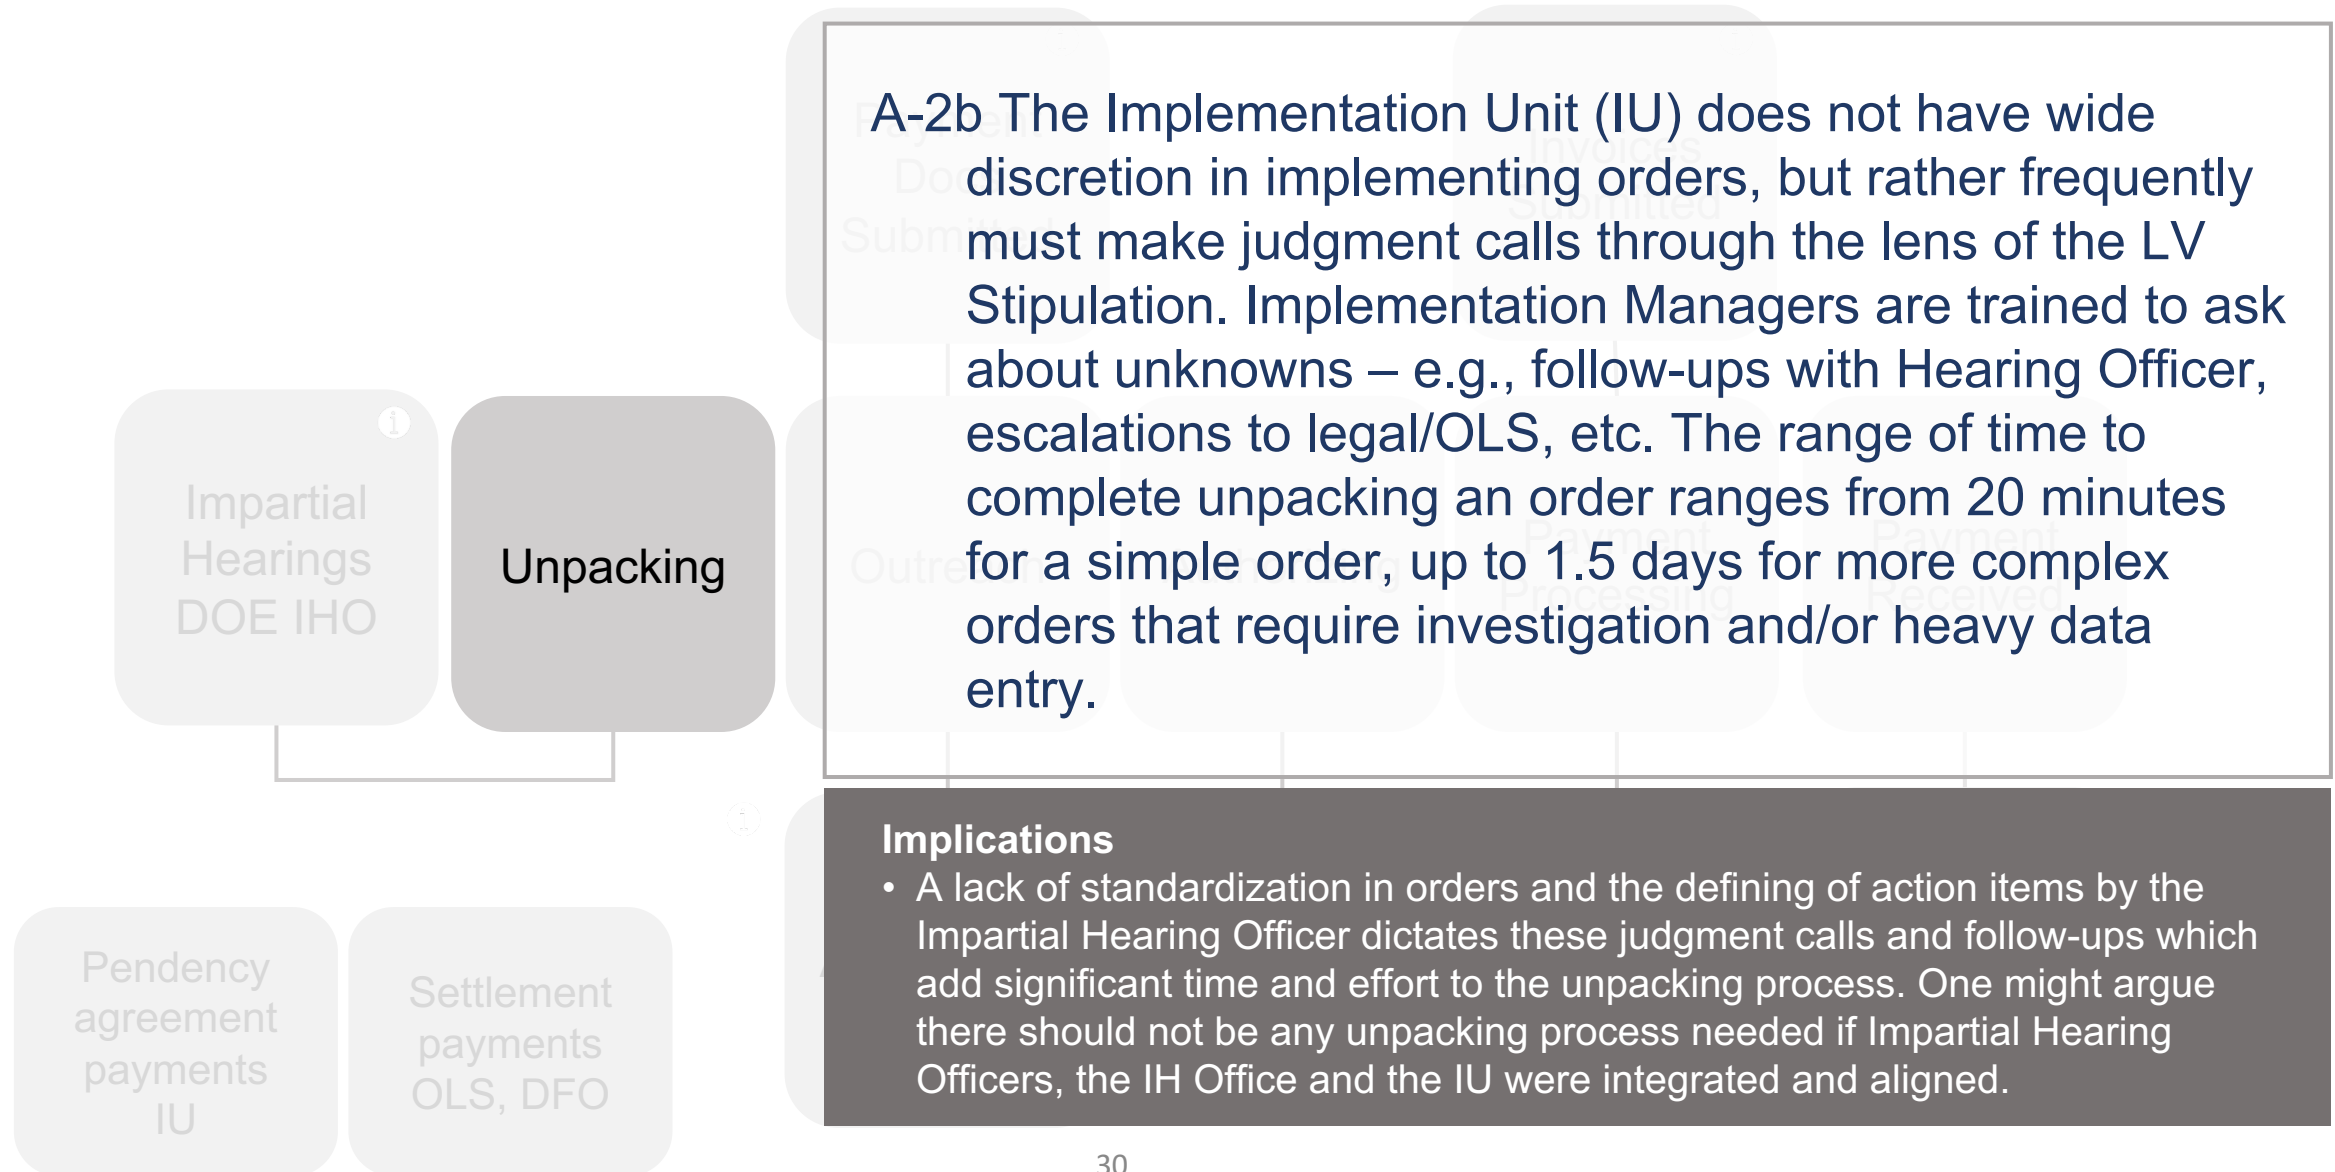 A-2b The Implementation Unit (IU) does not have wide
discretion in implementing orders, but rather frequently
must make judgment calls through the lens of the LV
Stipulation. Implementation Managers are trained to ask
about unknowns – e.g., follow-ups with Hearing Officer,
escalations to legal/OLS, etc. The range of time to
complete unpacking an order ranges from 20 minutes
for a simple order, up to 1.5 days for more complex
orders that require investigation and/or heavy data
entry.
Impartial
Hearings
DOE IHO
Unpacking
Invoices
Submitted
Payment
Processing
Payment
Received
Implications
• A lack of standardization in orders and the defining of action items by the
Impartial Hearing Officer dictates these judgment calls and follow-ups which
add significant time and effort to the unpacking process. One might argue
there should not be any unpacking process needed if Impartial Hearing
Officers, the IH Office and the IU were integrated and aligned.
Pendency
agreement
payments
IU
Settlement
payments
OLS, DFO
30